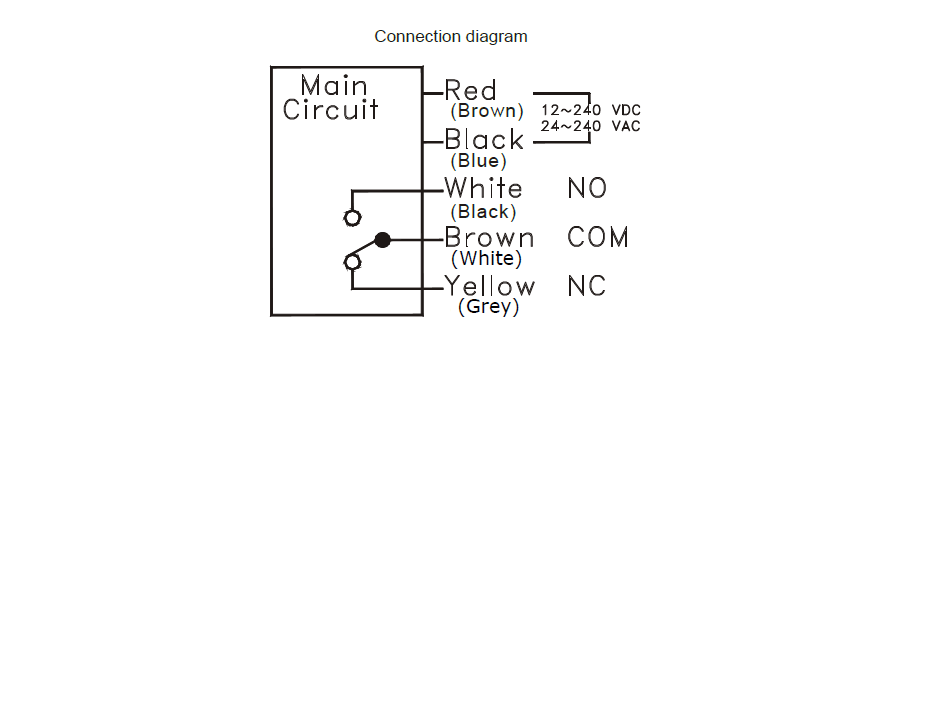 Connection diagram
Main
Circuit
Red
(Brown)
12~240 VDC
24~240 VAC
Black
(Blue)
White NO
(Black)
Brown COM
(White)
Yellow NC
(Grey)